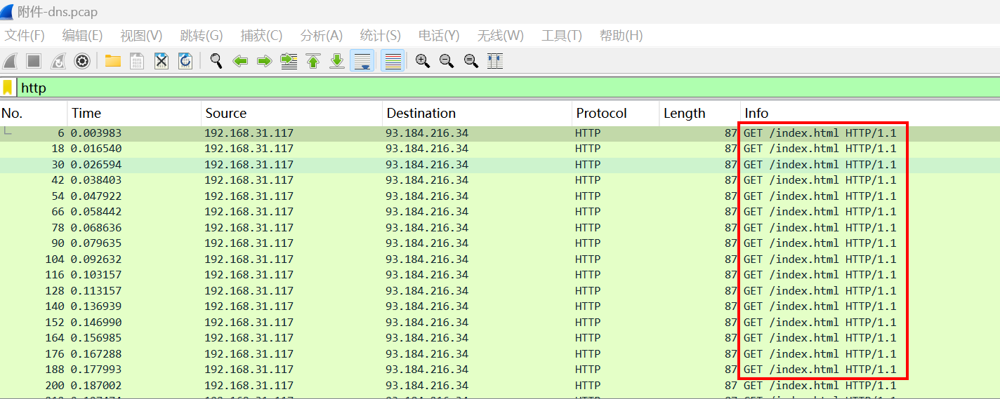 附件-dns.pcap
文件(F) 编辑(E) 视图(V) 跳转(G) 捕获(C) 分析(A) 统计(S) 电话(Y) 无线(W) 工具(T) 帮助(H)
http
No. Time Source Destination Protocol Length Info
6 0.003983 192.168.31.117 93.184.216.34 HTTP 87 GET /index.html HTTP/1.1
18 0.016540 192.168.31.117 93.184.216.34 HTTP 87 GET /index.html HTTP/1.1
30 0.026594 192.168.31.117 93.184.216.34 HTTP 87 GET /index.html HTTP/1.1
42 0.038403 192.168.31.117 93.184.216.34 HTTP 87 GET /index.html HTTP/1.1
54 0.047922 192.168.31.117 93.184.216.34 HTTP 87 GET /index.html HTTP/1.1
66 0.058442 192.168.31.117 93.184.216.34 HTTP 87 GET /index.html HTTP/1.1
78 0.068636 192.168.31.117 93.184.216.34 HTTP 87 GET /index.html HTTP/1.1
90 0.079635 192.168.31.117 93.184.216.34 HTTP 87 GET /index.html HTTP/1.1
104 0.092632 192.168.31.117 93.184.216.34 HTTP 87 GET /index.html HTTP/1.1
116 0.103157 192.168.31.117 93.184.216.34 HTTP 87 GET /index.html HTTP/1.1
128 0.113157 192.168.31.117 93.184.216.34 HTTP 87 GET /index.html HTTP/1.1
140 0.136939 192.168.31.117 93.184.216.34 HTTP 87 GET /index.html HTTP/1.1
152 0.146990 192.168.31.117 93.184.216.34 HTTP 87 GET /index.html HTTP/1.1
164 0.156985 192.168.31.117 93.184.216.34 HTTP 87 GET /index.html HTTP/1.1
176 0.167288 192.168.31.117 93.184.216.34 HTTP 87 GET /index.html HTTP/1.1
188 0.177993 192.168.31.117 93.184.216.34 HTTP 87 GET /index.html HTTP/1.1
200 0.187002 192.168.31.117 93.184.216.34 HTTP 87 GET /index.html HTTP/1.1